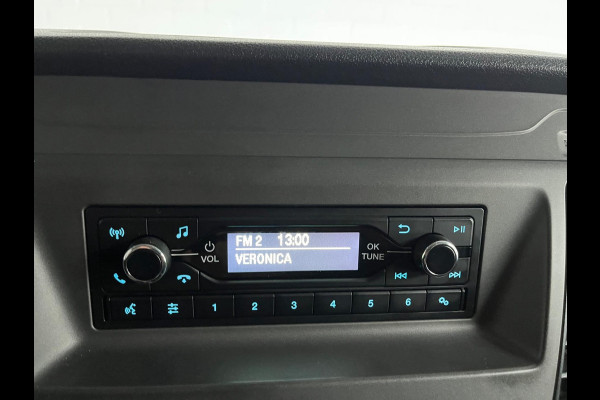 FM 2 13:00
VERONICA
VOL
OK
TUNE
1 2 3 4 5 6